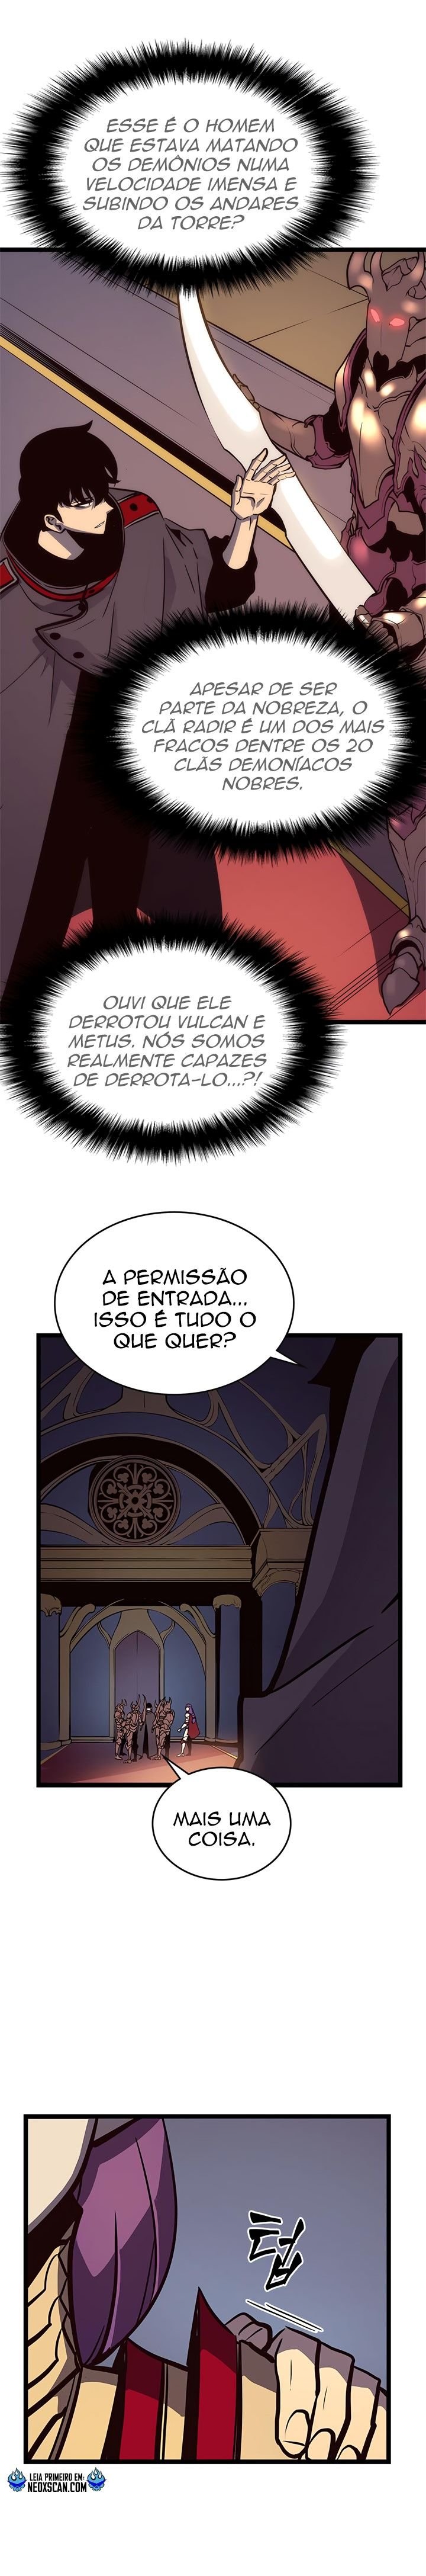 ESSE É O HOMEM
QUE ESTAVA MATANDO
OS DEMÔNIOS NUMA
VELOCIDADE IMENSA E
SUBINDO OS ANDARES
DA TORRE?
APESAR DE SER
PARTE DA NOBREZA, O
CLÃ RADIR É UM DOS MAIS
FRACOS DENTRE OS 20
CLÃS DEMONÍACOS
NOBRES.
OUVI QUE ELE
DERROTOU VULCAN E
METUS. NÓS SOMOS
REALMENTE CAPAZES
DE DERROTA-LO...?!
A PERMISSÃO
DE ENTRADA...
ISSO É TUDO O
QUE QUER?
MAIS UMA
COISA.
텁
LEIA PRIMEIRO EM:
NEOXSCAN.COM